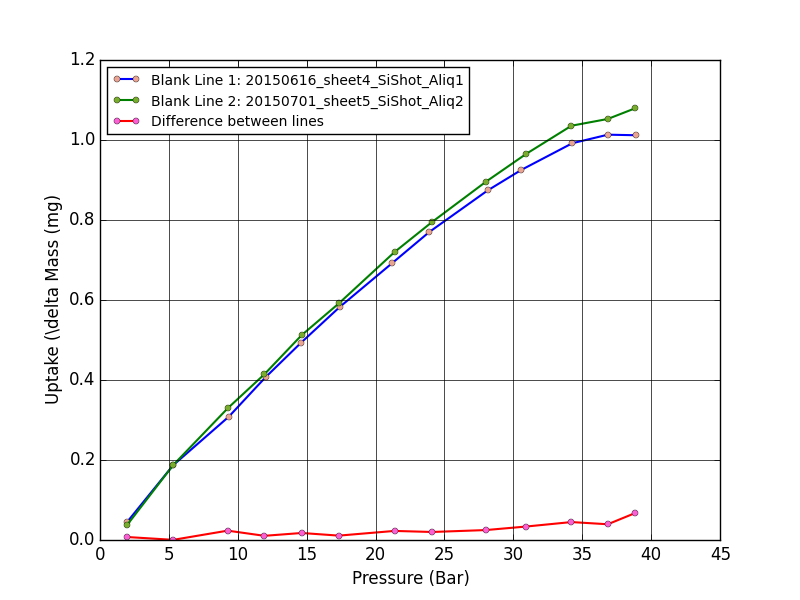 1.2
1.0
0.8
0.6
0.4
0.2
0.0
Blank Line 1: 20150616_sheet4_SiShot_Aliq1
Blank Line 2: 20150701_sheet5_SiShot_Aliq2
Difference between lines
Uptake (\delta Mass (mg)
0 5 10 15 20 25 30 35 40 45
Pressure (Bar)